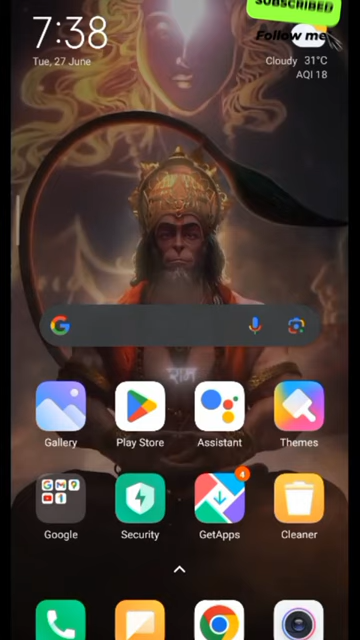 SUBSCRIBED
Follow me
7:38
Tue, 27 June
Cloudy 31°C
AQI 18
राम
Gallery
Play Store
Assistant
Themes
4
Google
Security
GetApps
Cleaner